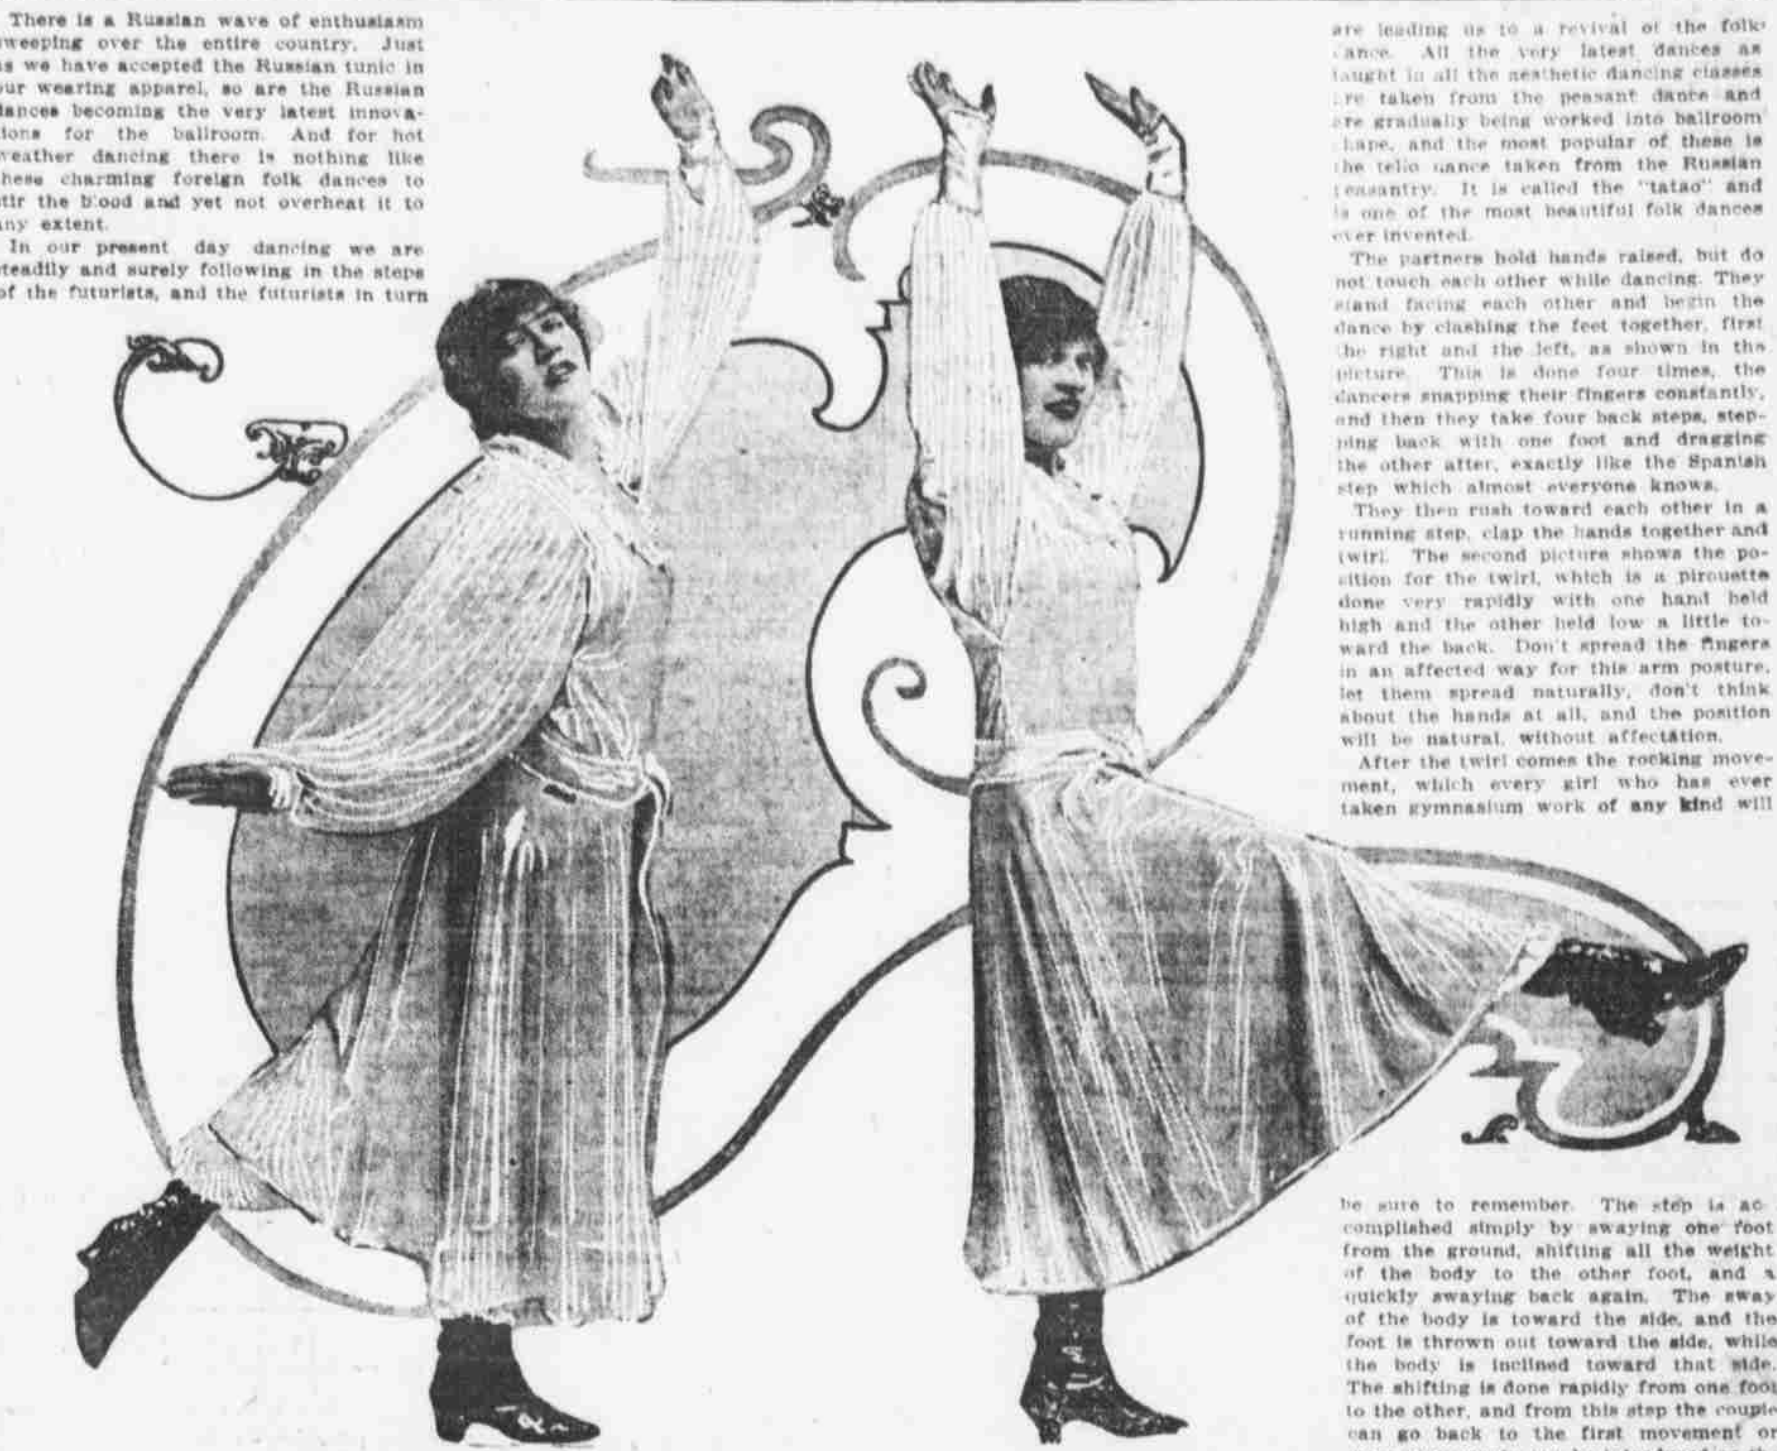 There is a Russian wave of enthusiasm
sweeping over the entire country. Just
as we have accepted the Russian tunic in
our wearing apparel, so are the Russian
dances becoming the very latest innova-
tions for the ballroom. And for hot
weather dancing there is nothing like
these charming foreign folk dances to
stir the blood and yet not overheat it to
any extent.
In our present day dancing we are
steadily and surely following in the steps
of the futurists, and the futurists in turn
are leading us to a revival of the folk
dance. All the very latest dances as
taught in all the aesthetic dancing classes
are taken from the peasant dance and
are gradually being worked into ballroom
shape, and the most popular of these is
the dance taken from the Russian
peasantry. It is called the "tatao" and
is one of the most beautiful folk dances
ever invented.
The partners hold hands raised, but do
not touch each other while dancing. They
stand facing each other and begin the
dance by clashing the feet together, first
the right and the left, as shown in the
picture. This is done four times, the
dancers snapping their fingers constantly,
and then they take four back steps, step-
ping back with one foot and dragging
the other after, exactly like the Spanish
step which almost everyone knows.
They then rush toward each other in a
running step, clap the hands together and
twirl. The second picture shows the po-
sition for the twirl, which is a pirouette
done very rapidly with one hand held
high and the other held low a little to-
ward the back. Don't spread the fingers
in an affected way for this arm posture,
let them spread naturally, don't think
about the hands at all, and the position
will be natural, without affectation.
After the twirl comes the rocking move-
ment, which every girl who has ever
taken gymnasium work of any kind will
be sure to remember. The step is ac
complished simply by swaying one foot
from the ground, shifting all the weight
of the body to the other foot, and a
quickly swaying back again. The sway
of the body is toward the side, and the
foot is thrown out toward the side, while
the body is inclined toward that side.
The shifting is done rapidly from one foot
to the other, and from this step the couple
can go back to the first movement or